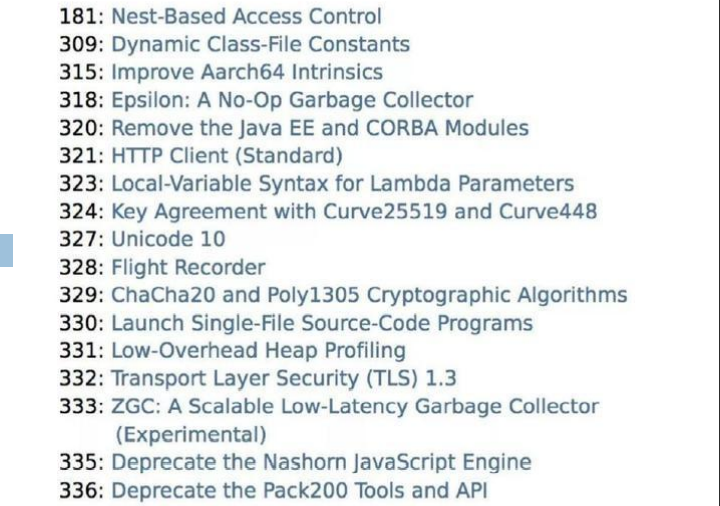 181: Nest-Based Access Control
309: Dynamic Class-File Constants
315: Improve Aarch64 Intrinsics
318: Epsilon: A No-Op Garbage Collector
320: Remove the Java EE and CORBA Modules
321: HTTP Client (Standard)
323: Local-Variable Syntax for Lambda Parameters
324: Key Agreement with Curve25519 and Curve448
327: Unicode 10
328: Flight Recorder
329: ChaCha20 and Poly1305 Cryptographic Algorithms
330: Launch Single-File Source-Code Programs
331: Low-Overhead Heap Profiling
332: Transport Layer Security (TLS) 1.3
333: ZGC: A Scalable Low-Latency Garbage Collector
(Experimental)
335: Deprecate the Nashorn JavaScript Engine
336: Deprecate the Pack200 Tools and API